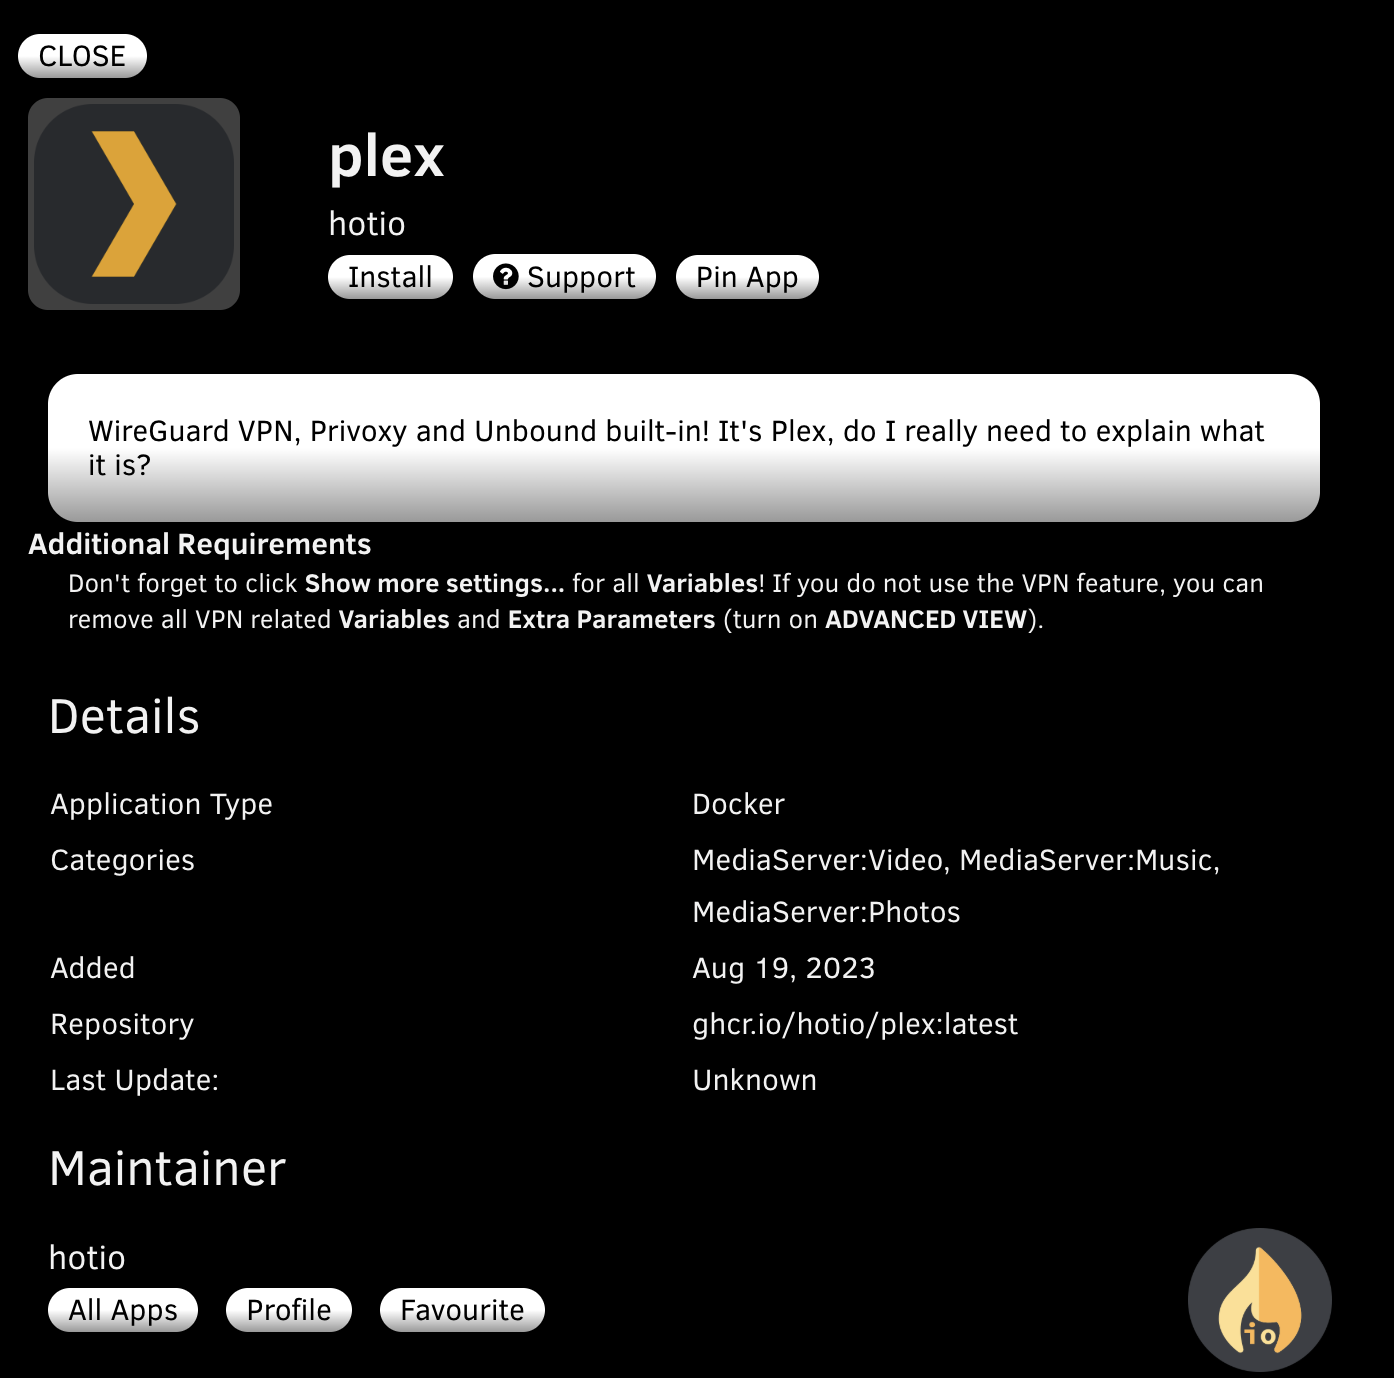 CLOSE
plex
hotio
Install
Support
Pin App
WireGuard VPN, Privoxy and Unbound built-in! It's Plex, do I really need to explain what
it is?
Additional Requirements
Don't forget to click Show more settings... for all Variables! If you do not use the VPN feature, you can
remove all VPN related Variables and Extra Parameters (turn on ADVANCED VIEW).
Details
Application Type Docker
Categories MediaServer:Video, MediaServer:Music,
MediaServer:Photos
Added Aug 19, 2023
Repository ghcr.io/hotio/plex:latest
Last Update: Unknown
Maintainer
hotio
All Apps
Profile
Favourite
io